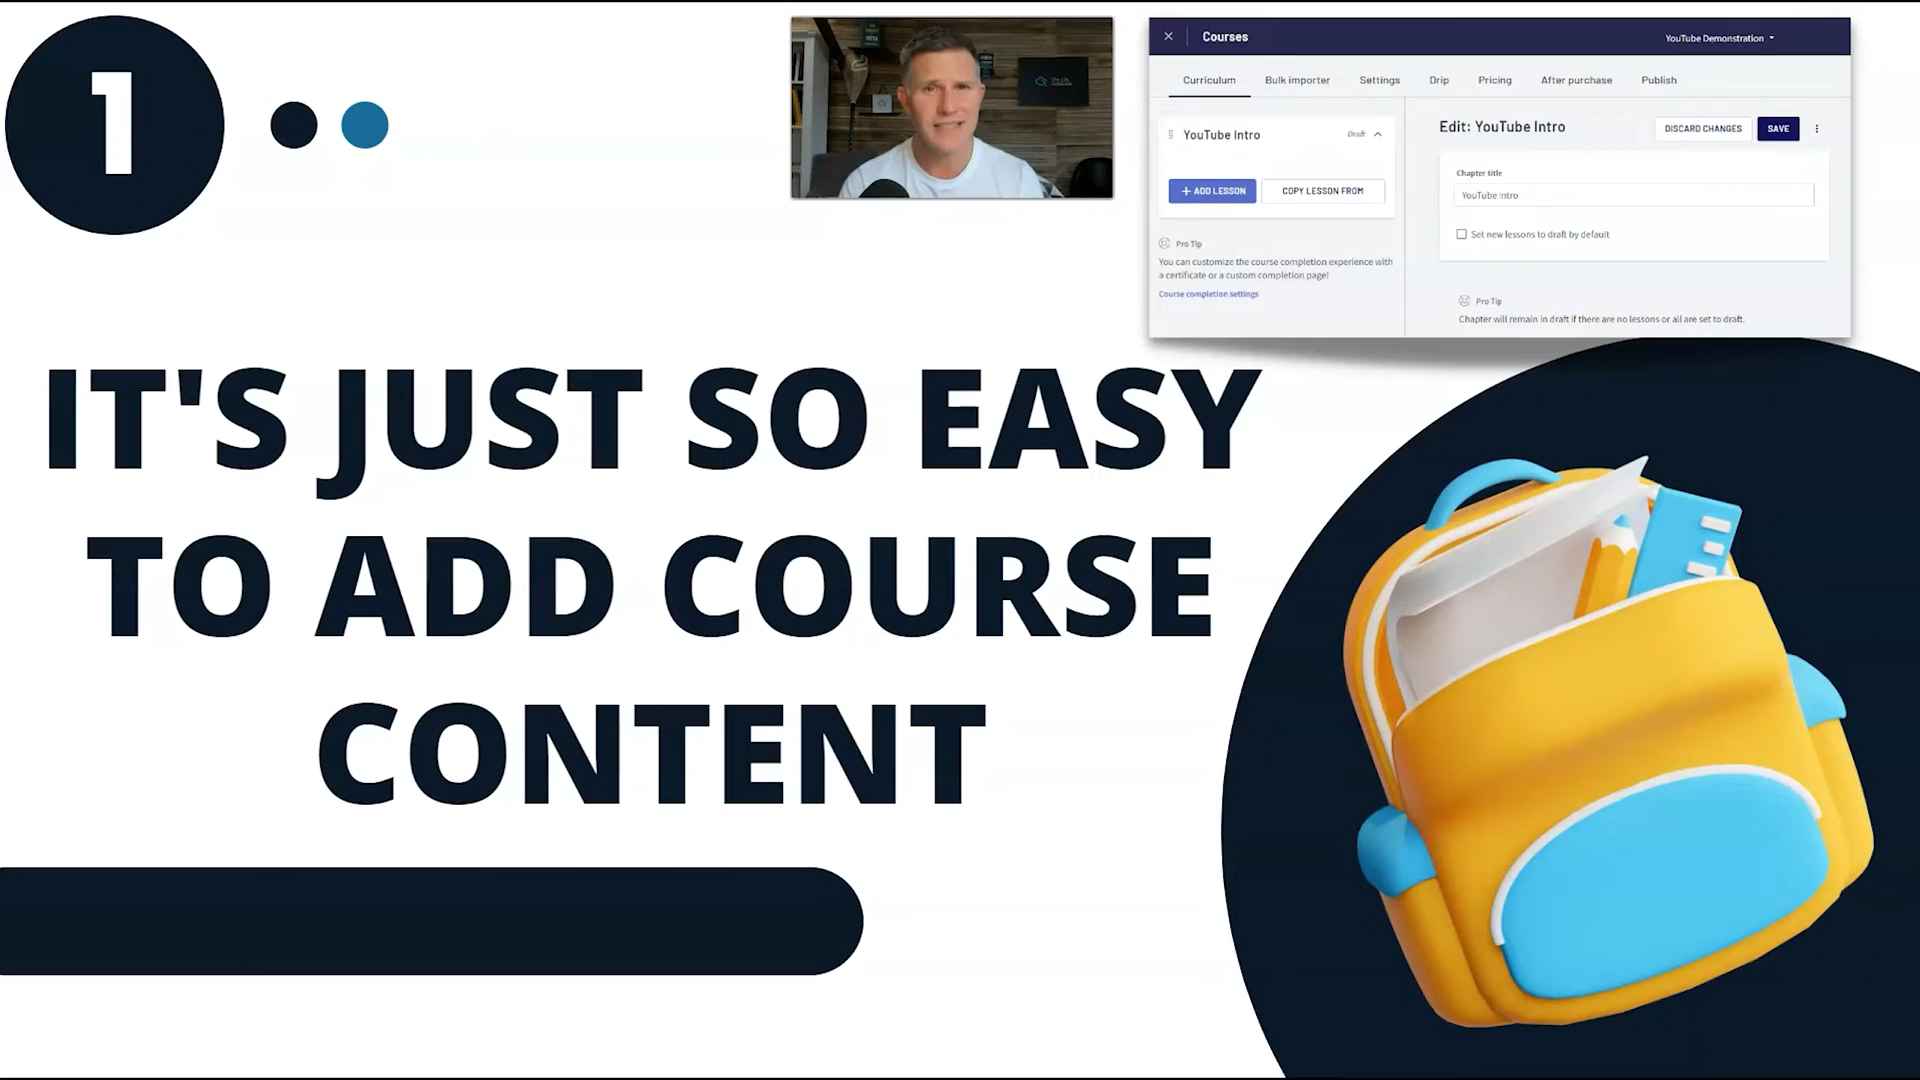 1
Courses
YouTube Demonstration
Curriculum Bulk importer Settings Drip Pricing After purchase Publish
YouTube Intro
Draft
+ ADD LESSON
COPY LESSON FROM
Pro Tip
You can customize the course completion experience with
a certificate or a custom completion page!
Course completion settings
Edit: YouTube Intro
DISCARD CHANGES
SAVE
Chapter title
YouTube Intro
Set new lessons to draft by default
Pro Tip
Chapter will remain in draft if there are no lessons or all are set to draft.
IT'S JUST SO EASY
TO ADD COURSE
CONTENT